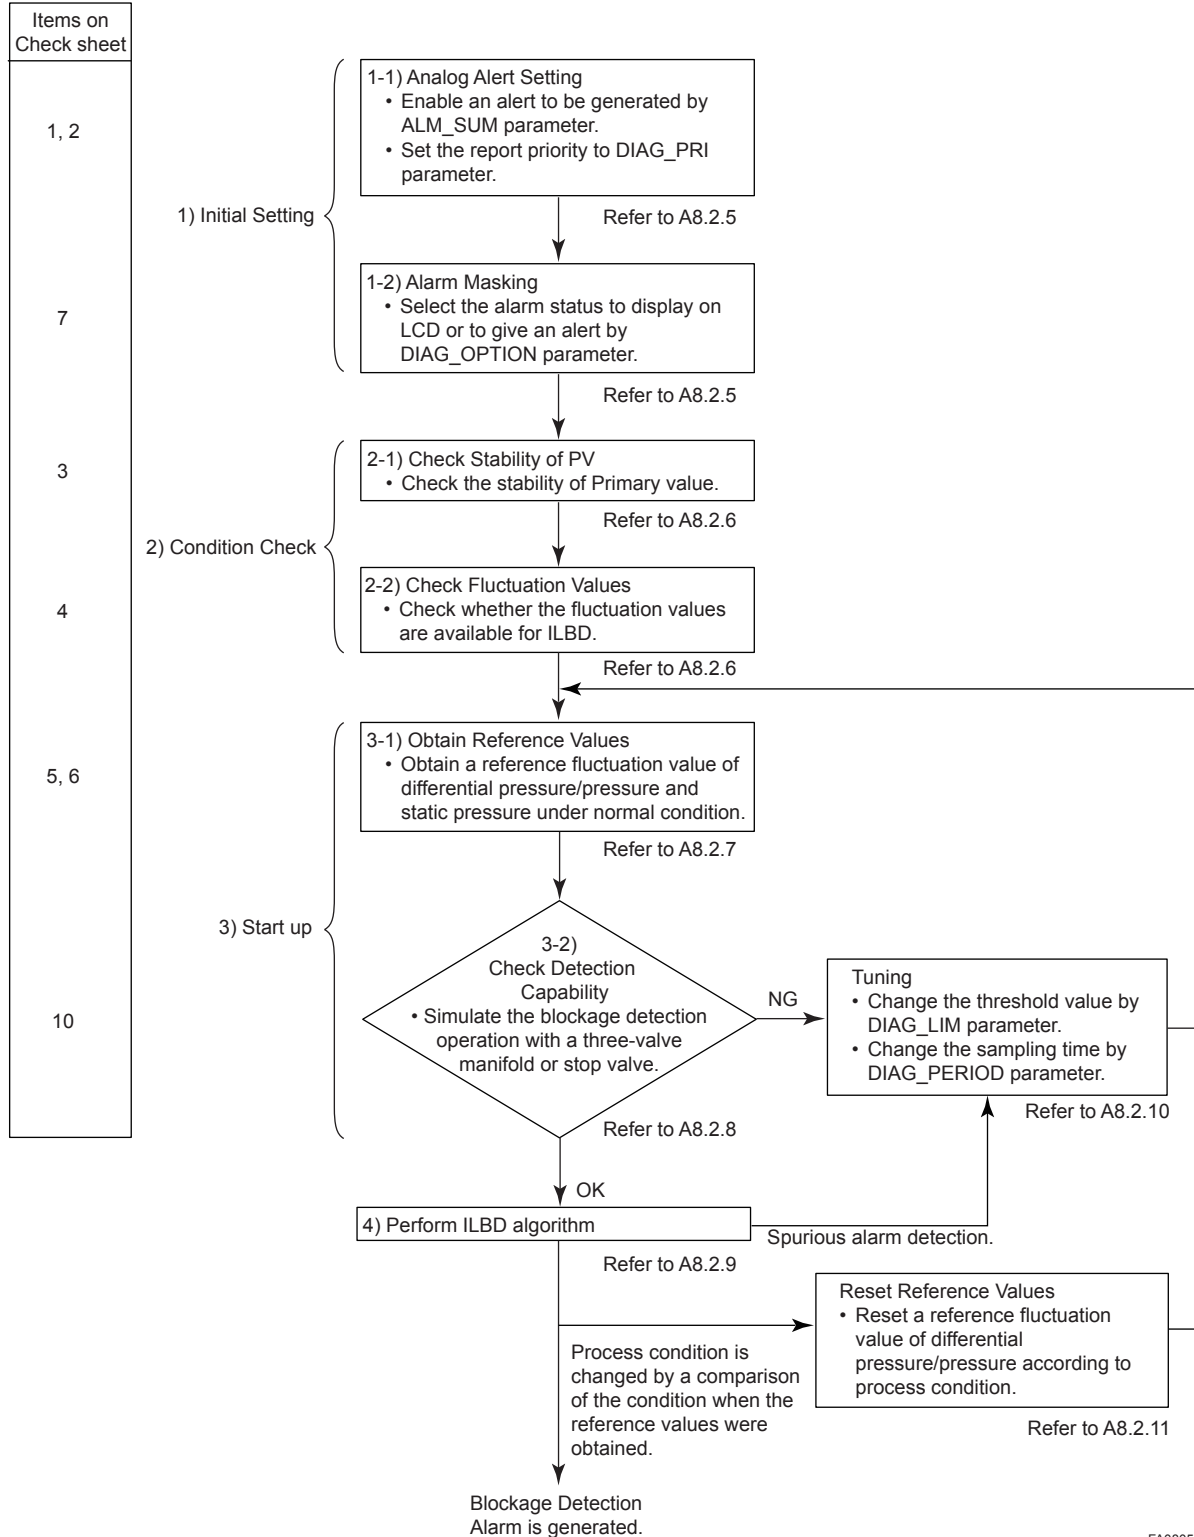 Items on
Check sheet
1, 2
7
3
4
5, 6
10
1) Initial Setting
1-1) Analog Alert Setting
• Enable an alert to be generated by
ALM_SUM parameter.
• Set the report priority to DIAG_PRI
parameter.
Refer to A8.2.5
1-2) Alarm Masking
• Select the alarm status to display on
LCD or to give an alert by
DIAG_OPTION parameter.
Refer to A8.2.5
2) Condition Check
2-1) Check Stability of PV
• Check the stability of Primary value.
Refer to A8.2.6
2-2) Check Fluctuation Values
• Check whether the fluctuation values
are available for ILBD.
Refer to A8.2.6
3) Start up
3-1) Obtain Reference Values
• Obtain a reference fluctuation value of
differential pressure/pressure and
static pressure under normal condition.
Refer to A8.2.7
3-2)
Check Detection
Capability
• Simulate the blockage detection
operation with a three-valve
manifold or stop valve.
Refer to A8.2.8
NG
Tuning
• Change the threshold value by
DIAG_LIM parameter.
• Change the sampling time by
DIAG_PERIOD parameter.
Refer to A8.2.10
OK
4) Perform ILBD algorithm
Refer to A8.2.9
Spurious alarm detection.
Reset Reference Values
• Reset a reference fluctuation
value of differential
pressure/pressure according to
process condition.
Refer to A8.2.11
Process condition is
changed by a comparison
of the condition when the
reference values were
obtained.
Blockage Detection
Alarm is generated.